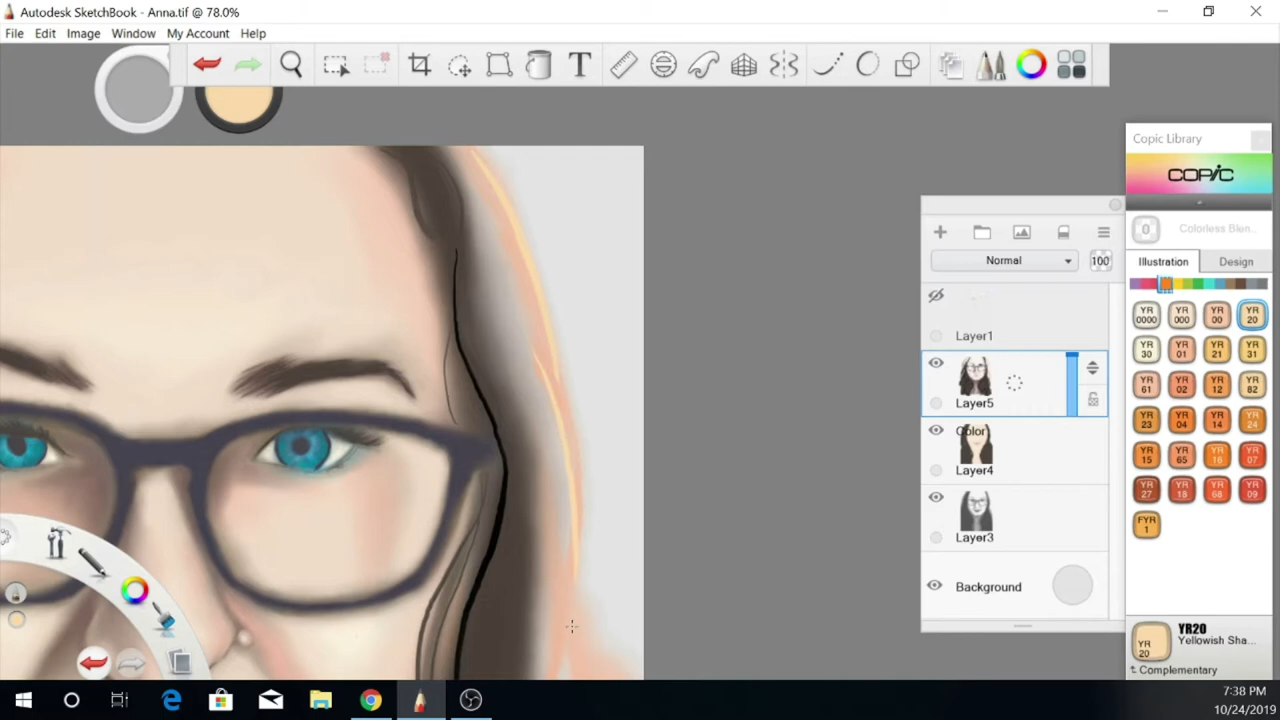 Autodesk SketchBook - Anna.tif @ 78.0%
File Edit Image Window My Account Help
T
Copic Library
COPIC
0 Colorless Blen..
Illustration Design
YR 0000 YR 000 YR 00 YR 20
YR 30 YR 01 YR 21 YR 31
YR 61 YR 02 YR 12 YR 82
YR 23 YR 04 YR 14 YR 24
YR 15 YR 65 YR 16 YR 07
YR 27 YR 18 YR 68 YR 09
FYR 1
YR 20
YR20
Yellowish Sha...
Complementary
Normal 100
Layer1
Layer5
Color
Layer4
Layer3
Background
7:38 PM
10/24/2019